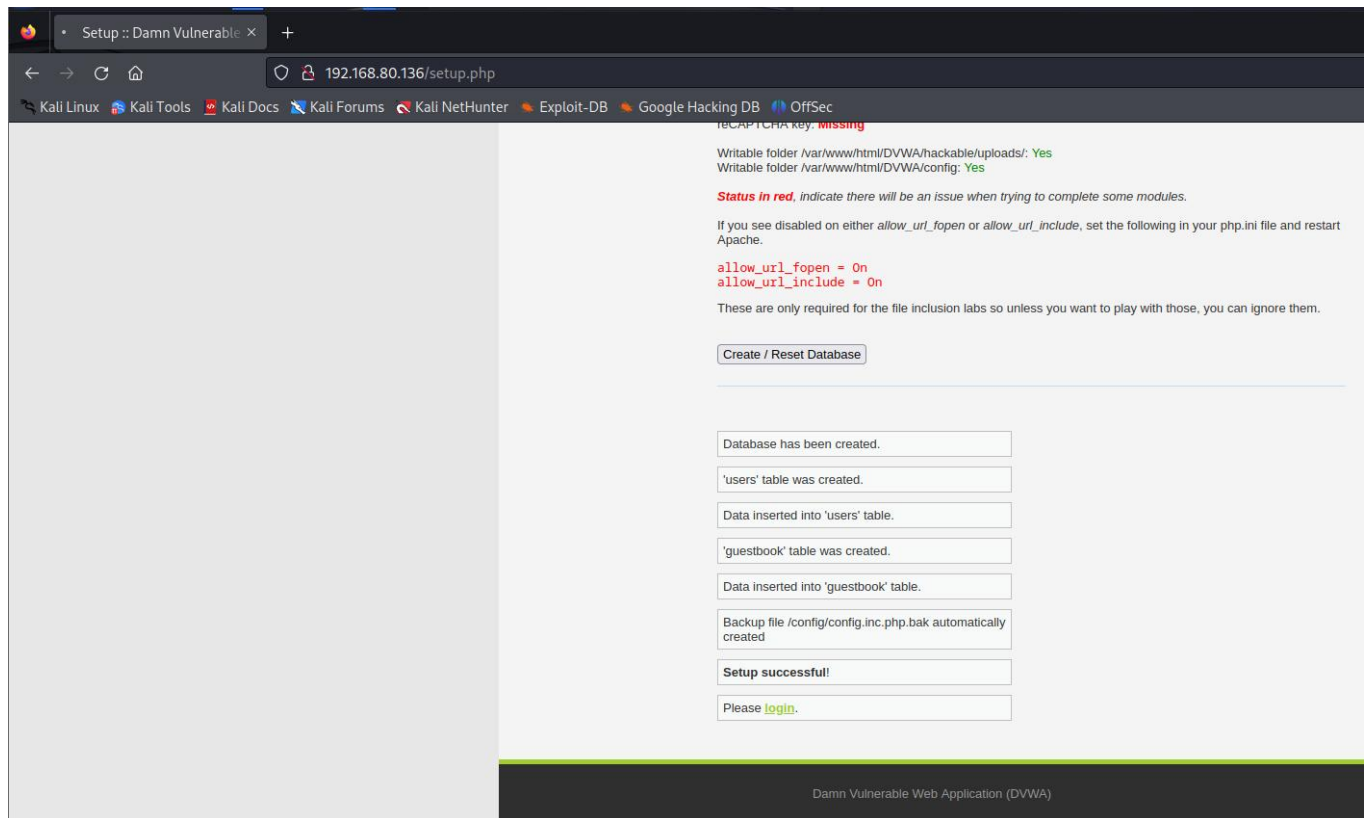 Setup :: Damn Vulnerable
192.168.80.136/setup.php
Kali Linux Kali Tools Kali Docs Kali Forums Kali NetHunter Exploit-DB Google Hacking DB OffSec
reCAPTCHA key: Missing
Writable folder /var/www/html/DVWA/hackable/uploads/: Yes
Writable folder /var/www/html/DVWA/config: Yes
Status in red, indicate there will be an issue when trying to complete some modules.
If you see disabled on either allow_url_fopen or allow_url_include, set the following in your php.ini file and restart
Apache.
allow_url_fopen = On
allow_url_include = On
These are only required for the file inclusion labs so unless you want to play with those, you can ignore them.
Create / Reset Database
Database has been created.
'users' table was created.
Data inserted into 'users' table.
'guestbook' table was created.
Data inserted into 'guestbook' table.
Backup file /config/config.inc.php.bak automatically
created
Setup successful!
Please login.
Damn Vulnerable Web Application (DVWA)